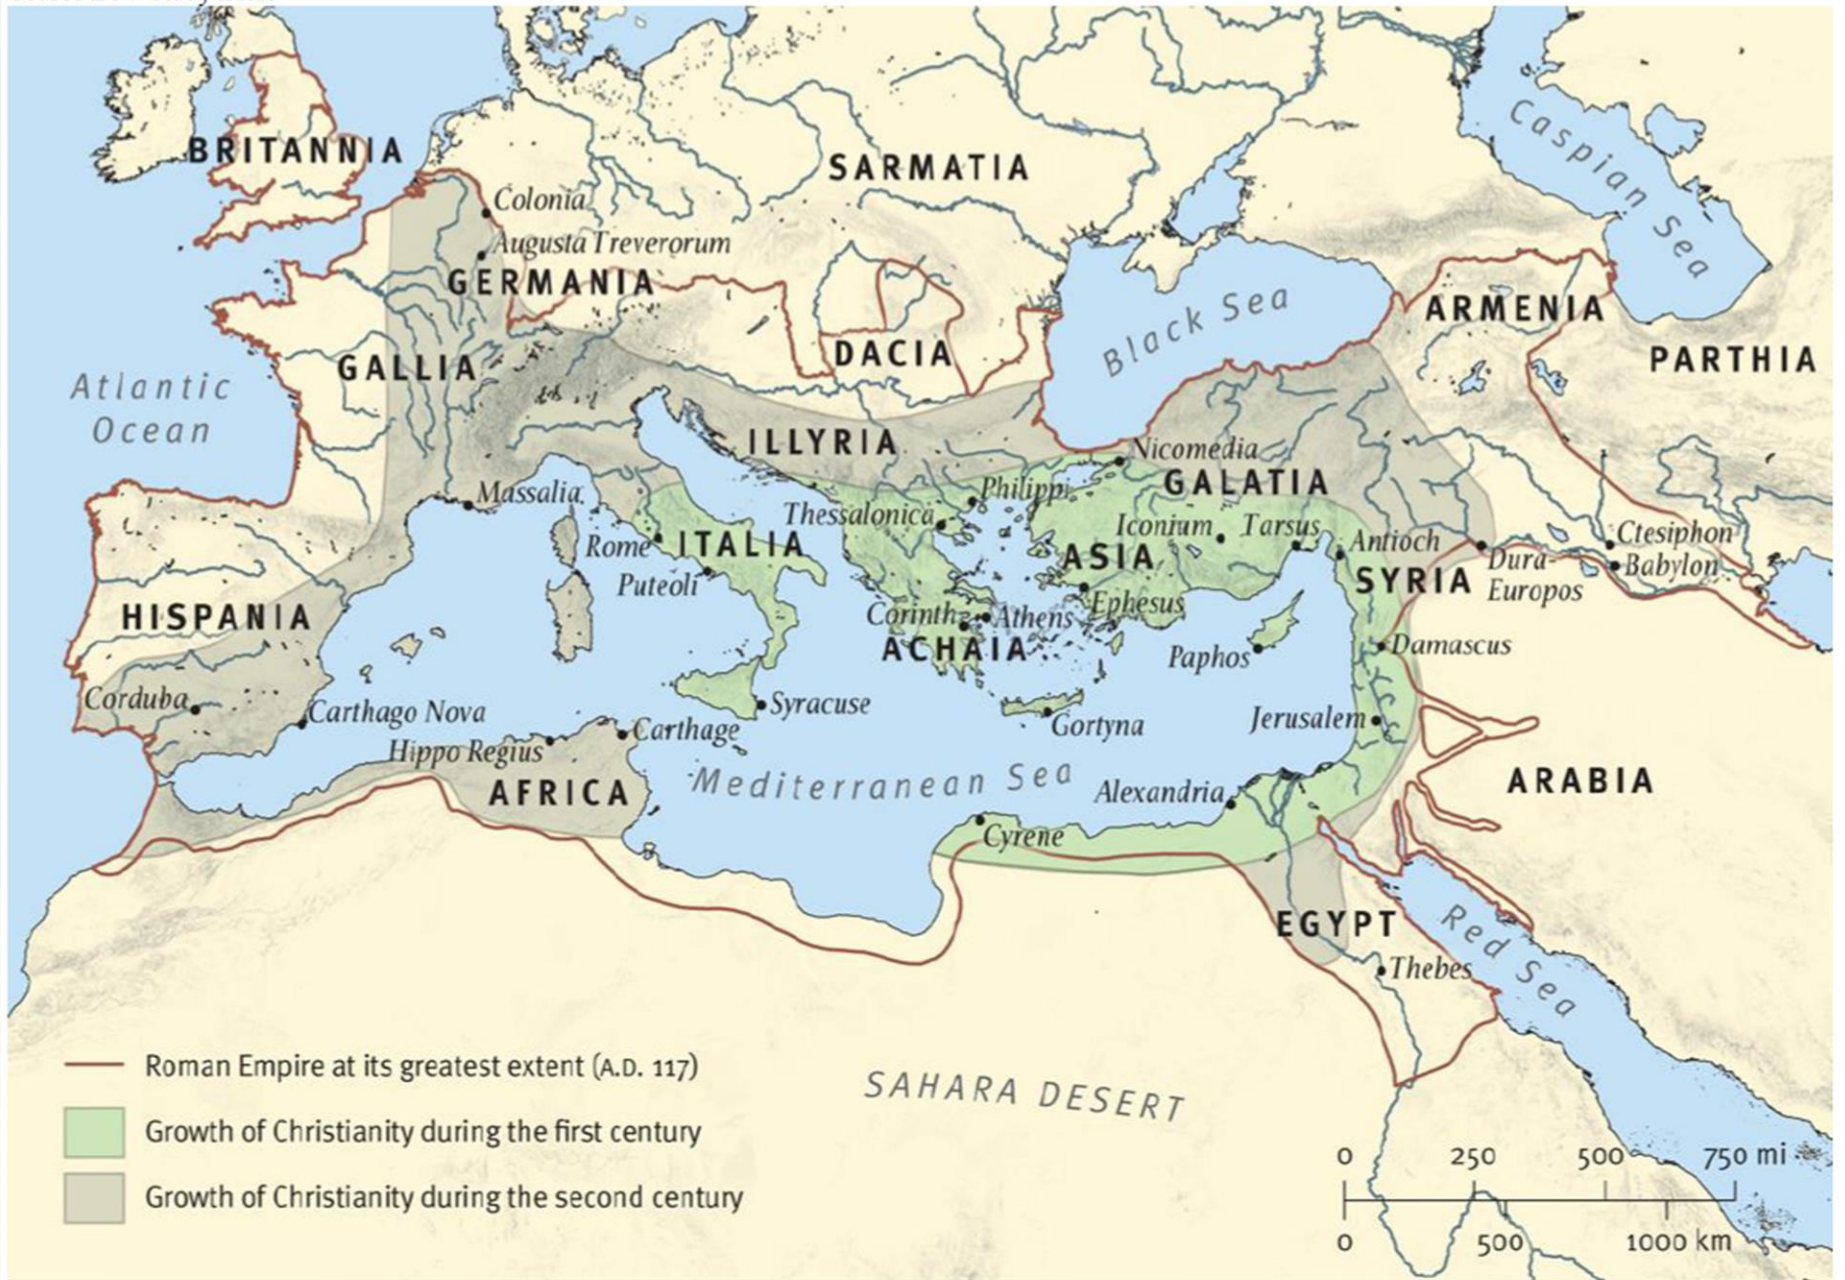 BRITANNIA
SARMATIA
Caspian Sea
Colonia
Augusta Treverorum
GERMANIA
ARMENIA
Black Sea
DACIA
PARTHIA
GALLIA
Atlantic
Ocean
ILLYRIA
Nicomedia
GALATIA
Massalia
Philippi
Thessalonica
Iconium
Tarsus
Rome
ITALIA
ASIA
Antioch
Ctesiphon
Babylon
Dura-
Europos
SYRIA
Puteoli
HISPANIA
Corinth
Athens
Ephesus
ACHAIA
Paphos
Damascus
Corduba
Carthago Nova
Syracuse
Gortyna
Jerusalem
Carthage
Hippo Regius
AFRICA
Mediterranean Sea
Alexandria
ARABIA
Cyrene
EGYPT
Red Sea
Thebes
SAHARA DESERT
Roman Empire at its greatest extent (A.D. 117)
Growth of Christianity during the first century
Growth of Christianity during the second century
0 250 500 750 mi
0 500 1000 km